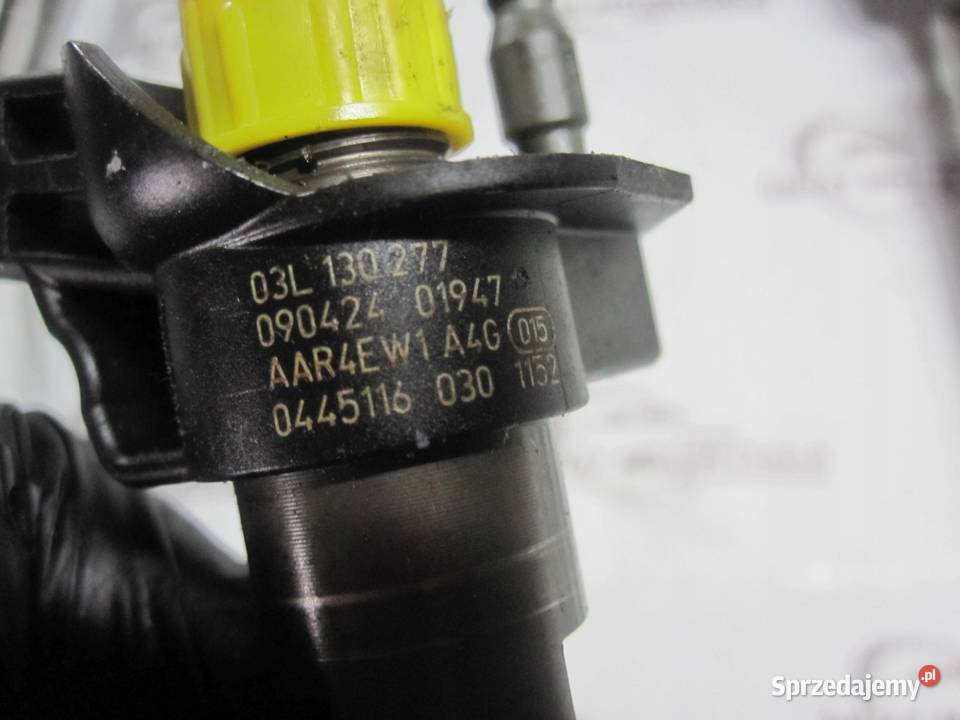 03L 130 277
090424 01947
AAR4EW1 A4G 015
0445116 030 1152
Sprzedajemy.pl